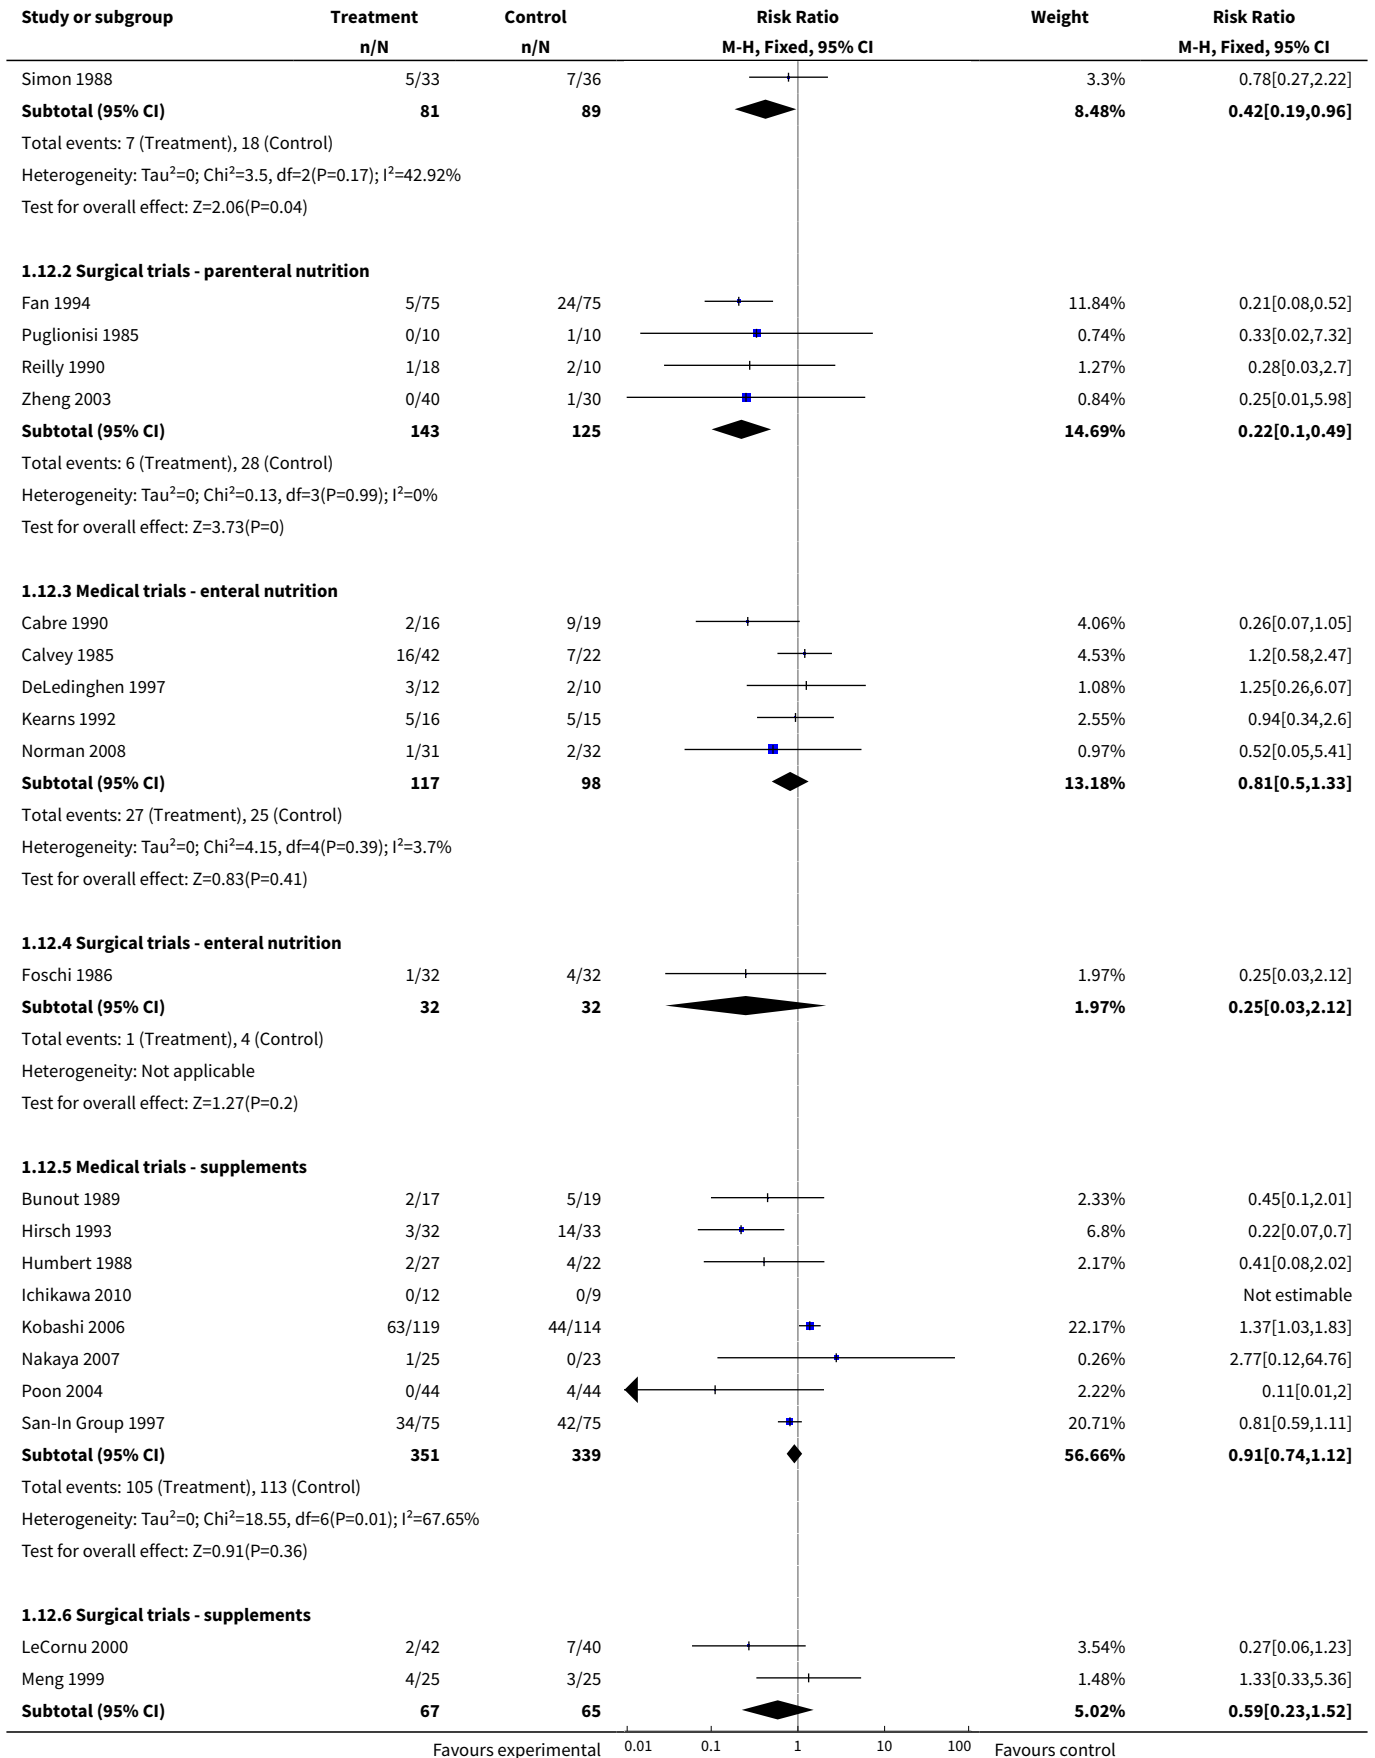 Study or subgroup Treatment Control Risk Ratio Weight Risk Ratio
n/N n/N M-H, Fixed, 95% CI M-H, Fixed, 95% CI
Simon 1988 5/33 7/36 3.3% 0.78[0.27,2.22]
Subtotal (95% CI) 81 89 8.48% 0.42[0.19,0.96]
Total events: 7 (Treatment), 18 (Control)
Heterogeneity: Tau²=0; Chi²=3.5, df=2(P=0.17); I²=42.92%
Test for overall effect: Z=2.06(P=0.04)
1.12.2 Surgical trials - parenteral nutrition
Fan 1994 5/75 24/75 11.84% 0.21[0.08,0.52]
Puglionisi 1985 0/10 1/10 0.74% 0.33[0.02,7.32]
Reilly 1990 1/18 2/10 1.27% 0.28[0.03,2.7]
Zheng 2003 0/40 1/30 0.84% 0.25[0.01,5.98]
Subtotal (95% CI) 143 125 14.69% 0.22[0.1,0.49]
Total events: 6 (Treatment), 28 (Control)
Heterogeneity: Tau²=0; Chi²=0.13, df=3(P=0.99); I²=0%
Test for overall effect: Z=3.73(P=0)
1.12.3 Medical trials - enteral nutrition
Cabre 1990 2/16 9/19 4.06% 0.26[0.07,1.05]
Calvey 1985 16/42 7/22 4.53% 1.2[0.58,2.47]
DeLedinghen 1997 3/12 2/10 1.08% 1.25[0.26,6.07]
Kearns 1992 5/16 5/15 2.55% 0.94[0.34,2.6]
Norman 2008 1/31 2/32 0.97% 0.52[0.05,5.41]
Subtotal (95% CI) 117 98 13.18% 0.81[0.5,1.33]
Total events: 27 (Treatment), 25 (Control)
Heterogeneity: Tau²=0; Chi²=4.15, df=4(P=0.39); I²=3.7%
Test for overall effect: Z=0.83(P=0.41)
1.12.4 Surgical trials - enteral nutrition
Foschi 1986 1/32 4/32 1.97% 0.25[0.03,2.12]
Subtotal (95% CI) 32 32 1.97% 0.25[0.03,2.12]
Total events: 1 (Treatment), 4 (Control)
Heterogeneity: Not applicable
Test for overall effect: Z=1.27(P=0.2)
1.12.5 Medical trials - supplements
Bunout 1989 2/17 5/19 2.33% 0.45[0.1,2.01]
Hirsch 1993 3/32 14/33 6.8% 0.22[0.07,0.7]
Humbert 1988 2/27 4/22 2.17% 0.41[0.08,2.02]
Ichikawa 2010 0/12 0/9 Not estimable
Kobashi 2006 63/119 44/114 22.17% 1.37[1.03,1.83]
Nakaya 2007 1/25 0/23 0.26% 2.77[0.12,64.76]
Poon 2004 0/44 4/44 2.22% 0.11[0.01,2]
San-In Group 1997 34/75 42/75 20.71% 0.81[0.59,1.11]
Subtotal (95% CI) 351 339 56.66% 0.91[0.74,1.12]
Total events: 105 (Treatment), 113 (Control)
Heterogeneity: Tau²=0; Chi²=18.55, df=6(P=0.01); I²=67.65%
Test for overall effect: Z=0.91(P=0.36)
1.12.6 Surgical trials - supplements
LeCornu 2000 2/42 7/40 3.54% 0.27[0.06,1.23]
Meng 1999 4/25 3/25 1.48% 1.33[0.33,5.36]
Subtotal (95% CI) 67 65 5.02% 0.59[0.23,1.52]
Favours experimental 0.01 0.1 1 10 100 Favours control